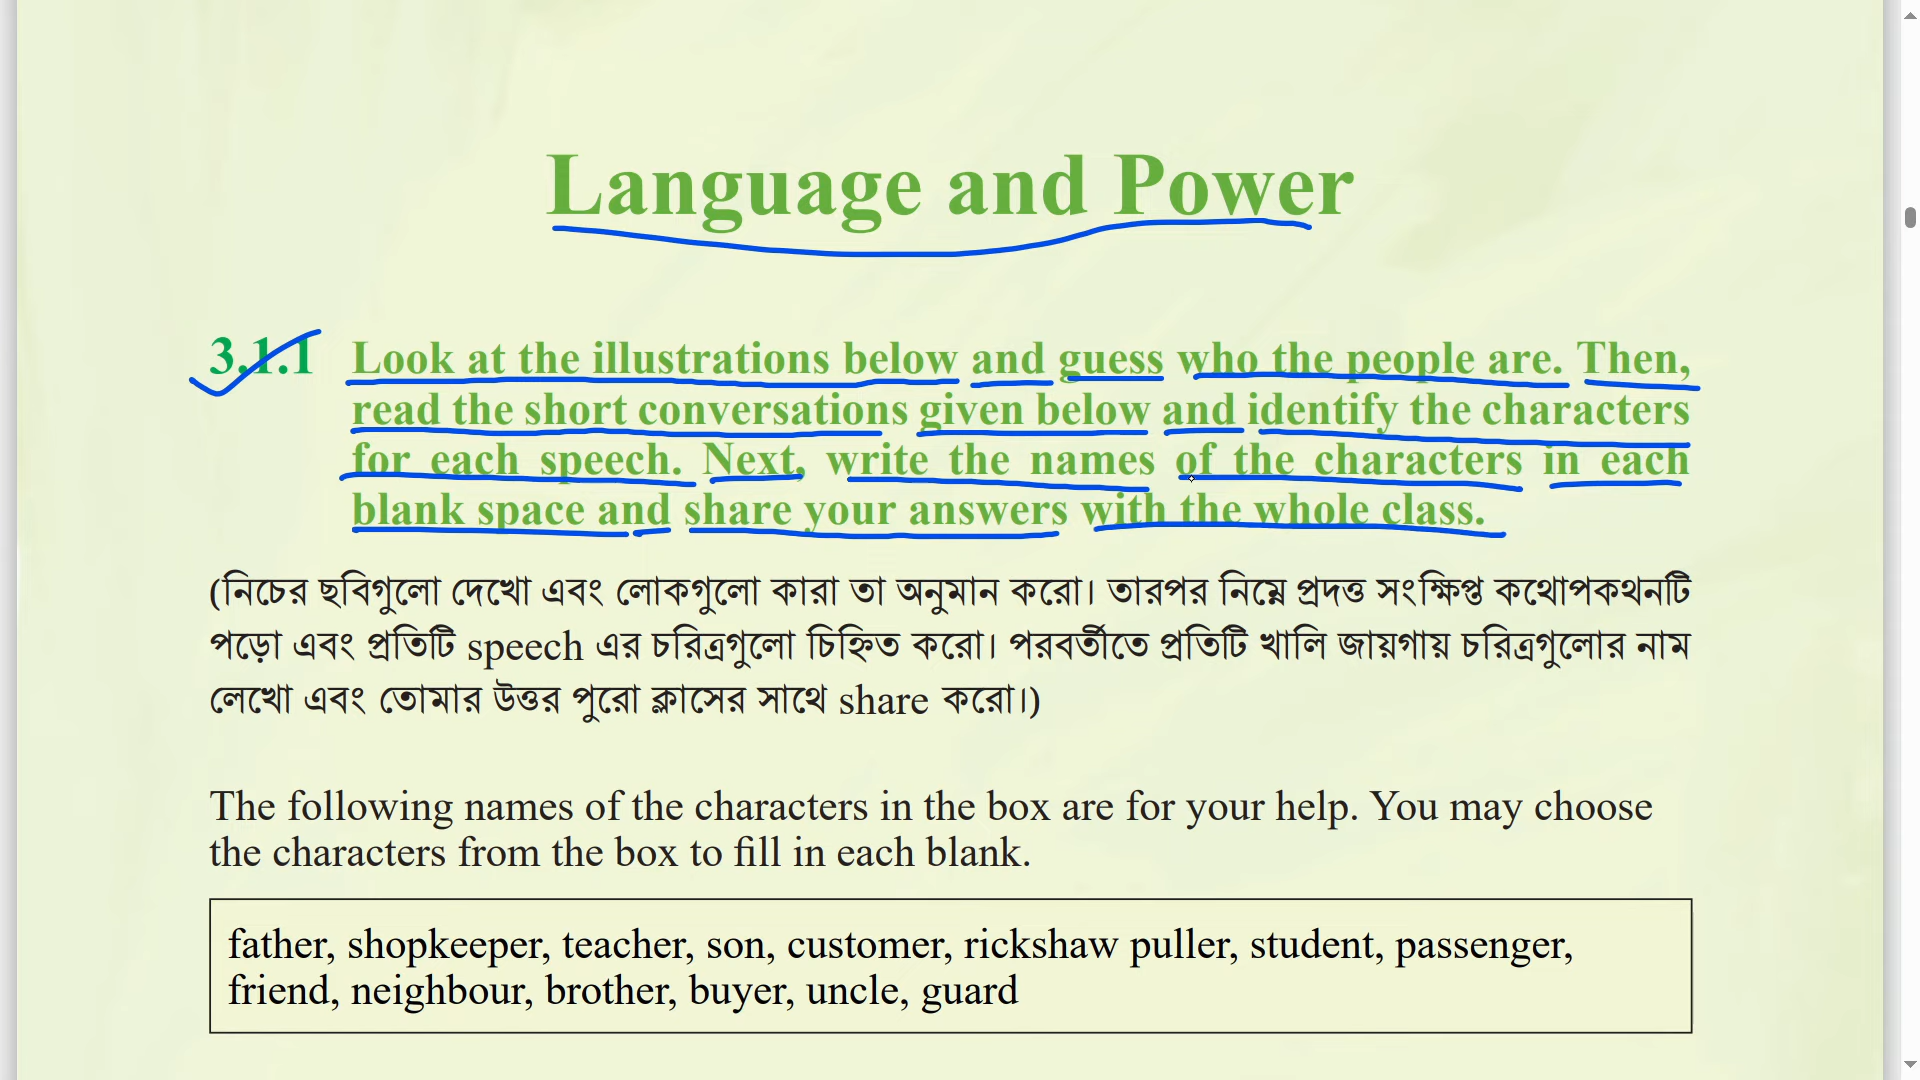 Language and Power
3.1.1 Look at the illustrations below and guess who the people are. Then,
read the short conversations given below and identify the characters
for each speech. Next, write the names of the characters in each
blank space and share your answers with the whole class.
(নিচের ছবিগুলো দেখো এবং লোকগুলো কারা তা অনুমান করো। তারপর নিম্নে প্রদত্ত সংক্ষিপ্ত কথোপকথনটি
পড়ো এবং প্রতিটি speech এর চরিত্রগুলো চিহ্নিত করো। পরবর্তীতে প্রতিটি খালি জায়গায় চরিত্রগুলোর নাম
লেখো এবং তোমার উত্তর পুরো ক্লাসের সাথে share করো।)
The following names of the characters in the box are for your help. You may choose
the characters from the box to fill in each blank.
father, shopkeeper, teacher, son, customer, rickshaw puller, student, passenger,
friend, neighbour, brother, buyer, uncle, guard